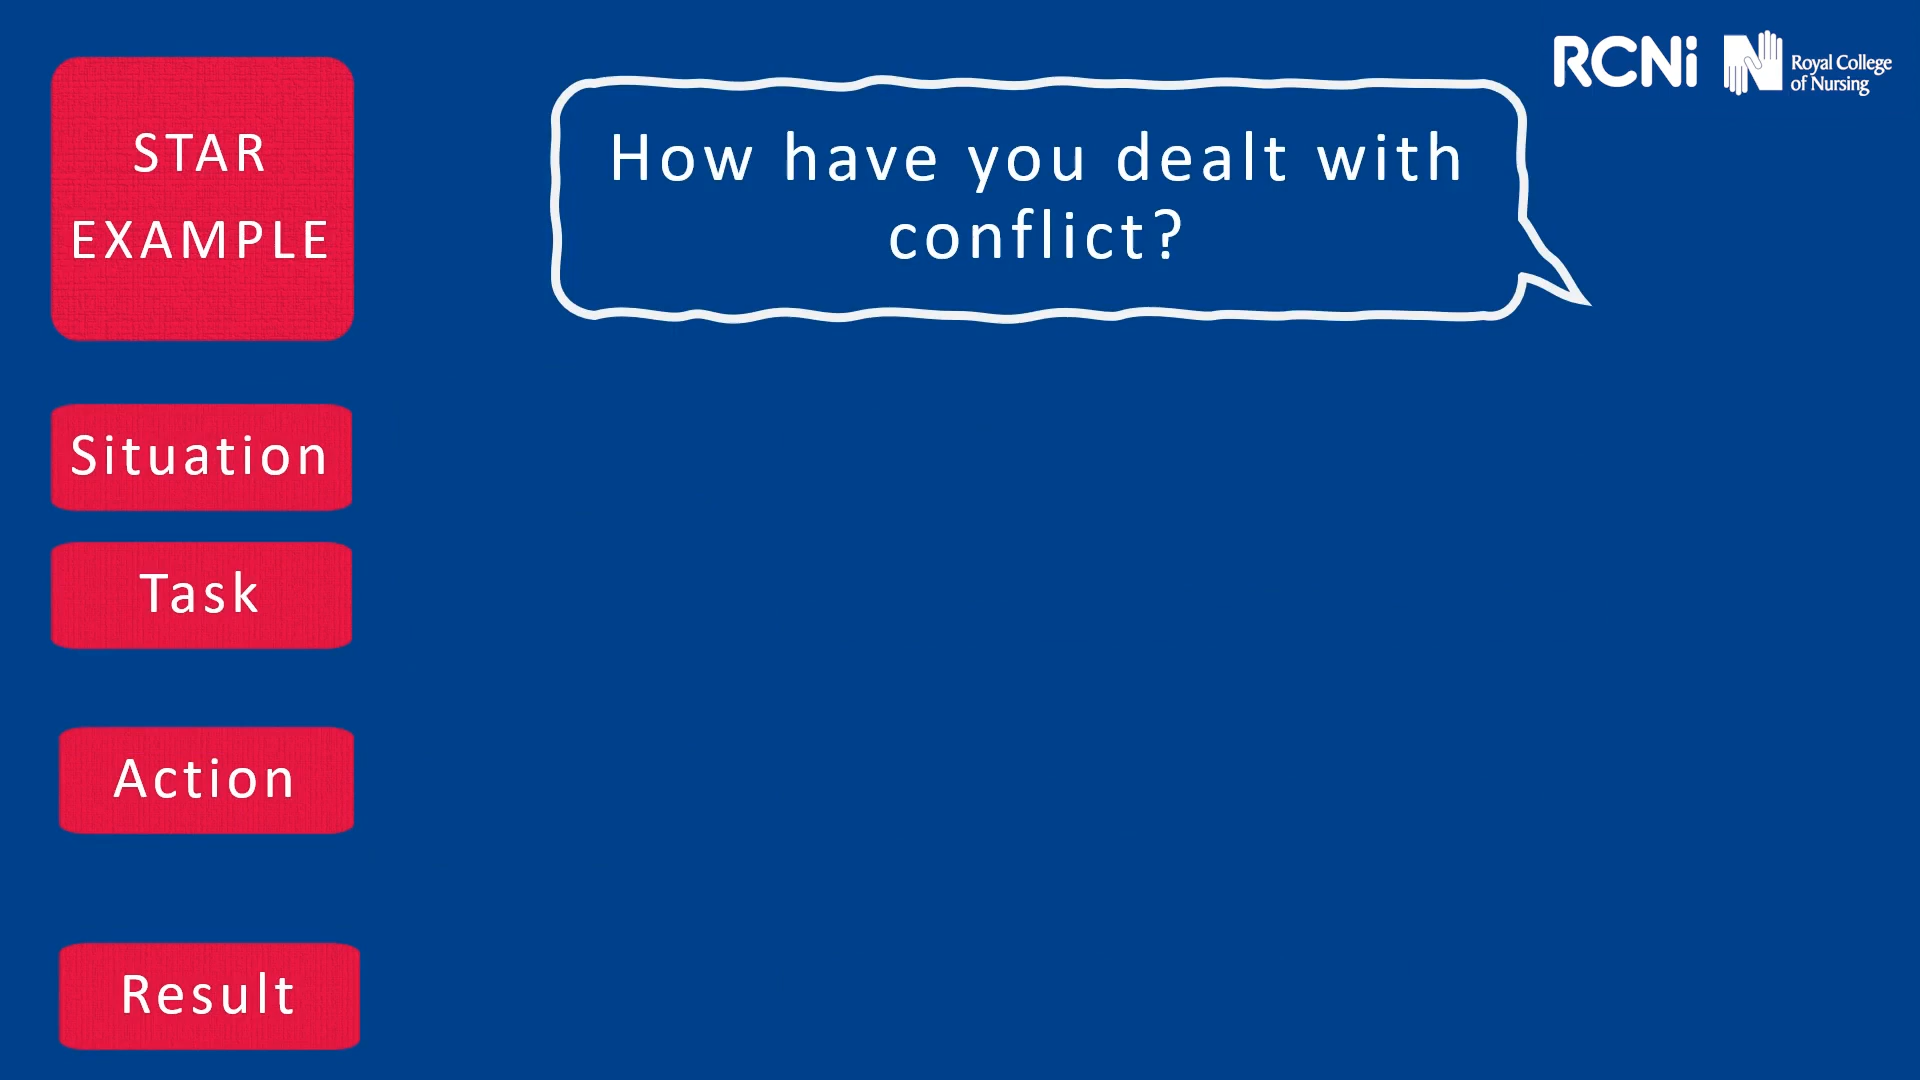 STAR
EXAMPLE
How have you dealt with
conflict?
RCNi
Royal College
of Nursing
Situation
Task
Action
Result